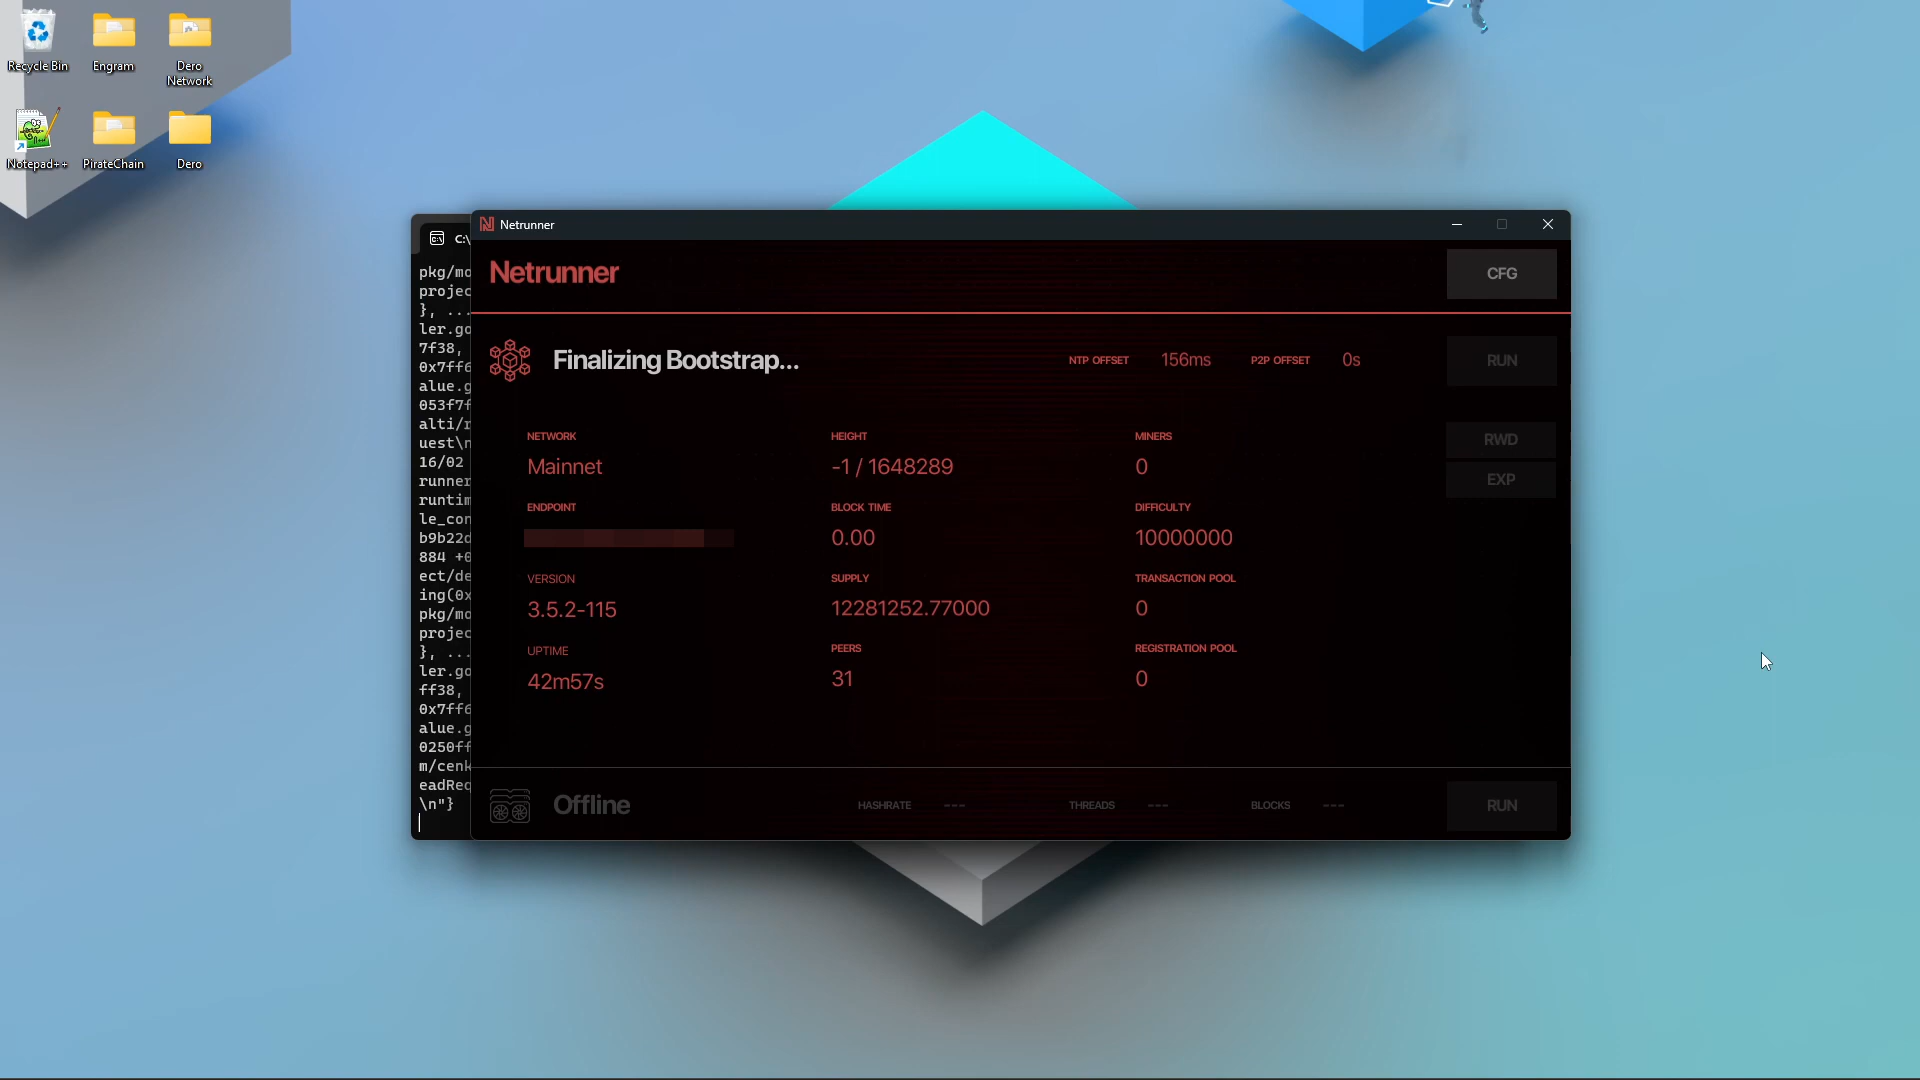 Recycle Bin
Engram
Dero
Network
Notepad++
PirateChain
Dero
Netrunner
Netrunner
CFG
Finalizing Bootstrap...
NTP OFFSET 156ms P2P OFFSET 0s
RUN
NETWORK
Mainnet
HEIGHT
-1 / 1648289
MINERS
0
RWD
EXP
ENDPOINT
BLOCK TIME
0.00
DIFFICULTY
10000000
VERSION
3.5.2-115
SUPPLY
12281252.77000
TRANSACTION POOL
0
UPTIME
42m57s
PEERS
31
REGISTRATION POOL
0
Offline
HASHRATE --- THREADS --- BLOCKS ---
RUN
C:\
pkg/mo
projec
}, ...
ler.go
7f38,
0x7ff6
alue.g
053f7f
alti/r
uest\n
16/02
runner
runtim
le_con
b9b22d
884 +0
ect/de
ing(0x
pkg/mo
projec
}, ...
ler.go
ff38,
0x7ff6
alue.g
0250ff
m/cenk
eadReq
\n"}